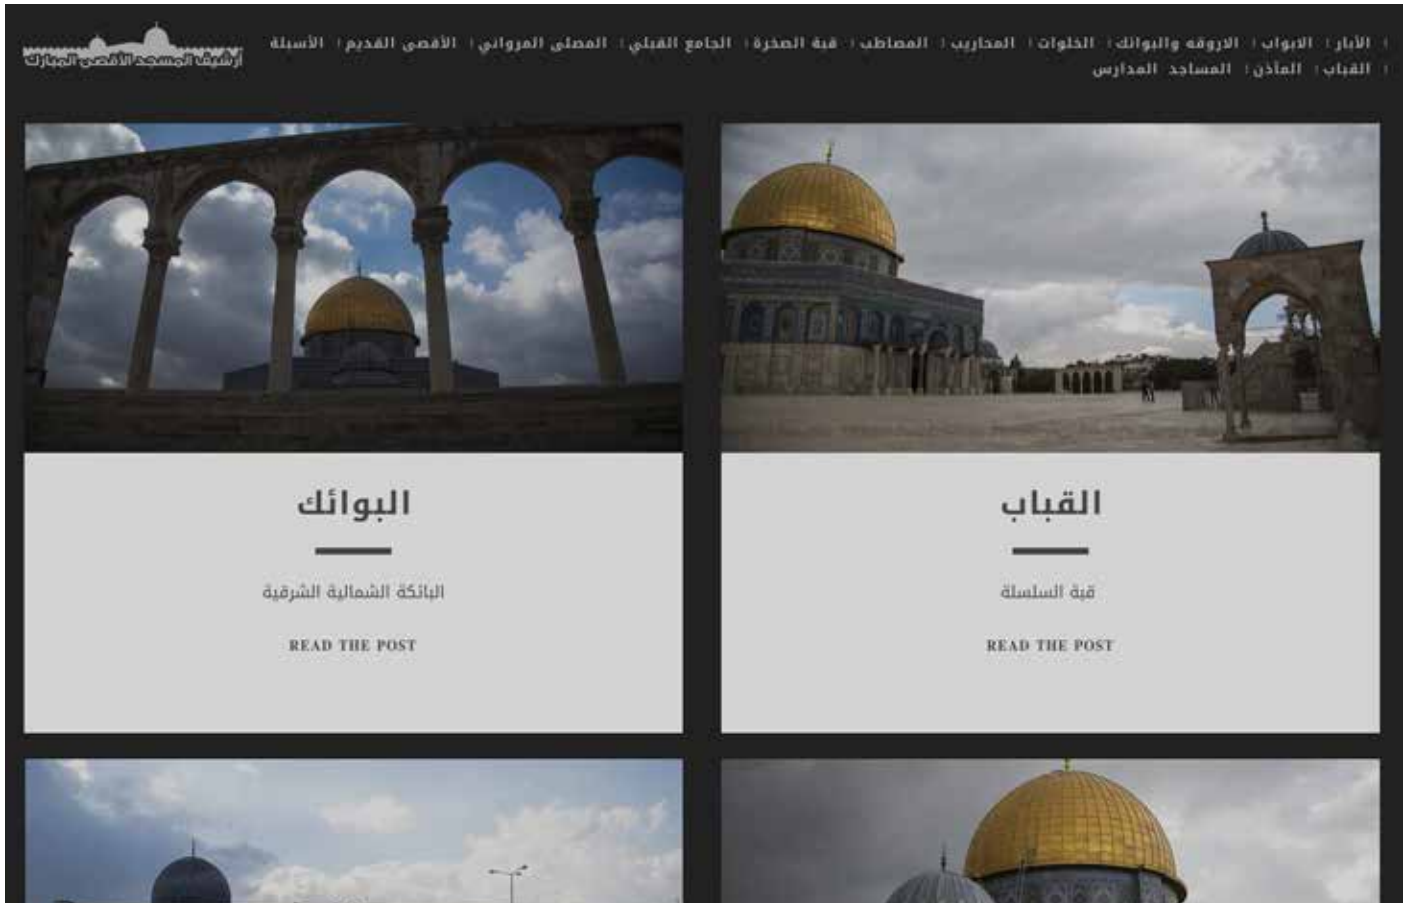 أرشيف المسجد الأقصى المبارك
| الأبار | الابواب | الاروقه والبوائك | الخلوات | المحاريب | المصاطب | قبة الصخرة | الجامع القبلي | المصلى المرواني | الأقصى القديم | الأسبلة
| القباب | المآذن | المساجد المدارس
القباب
قبة السلسلة
READ THE POST
البوائك
البائكة الشمالية الشرقية
READ THE POST